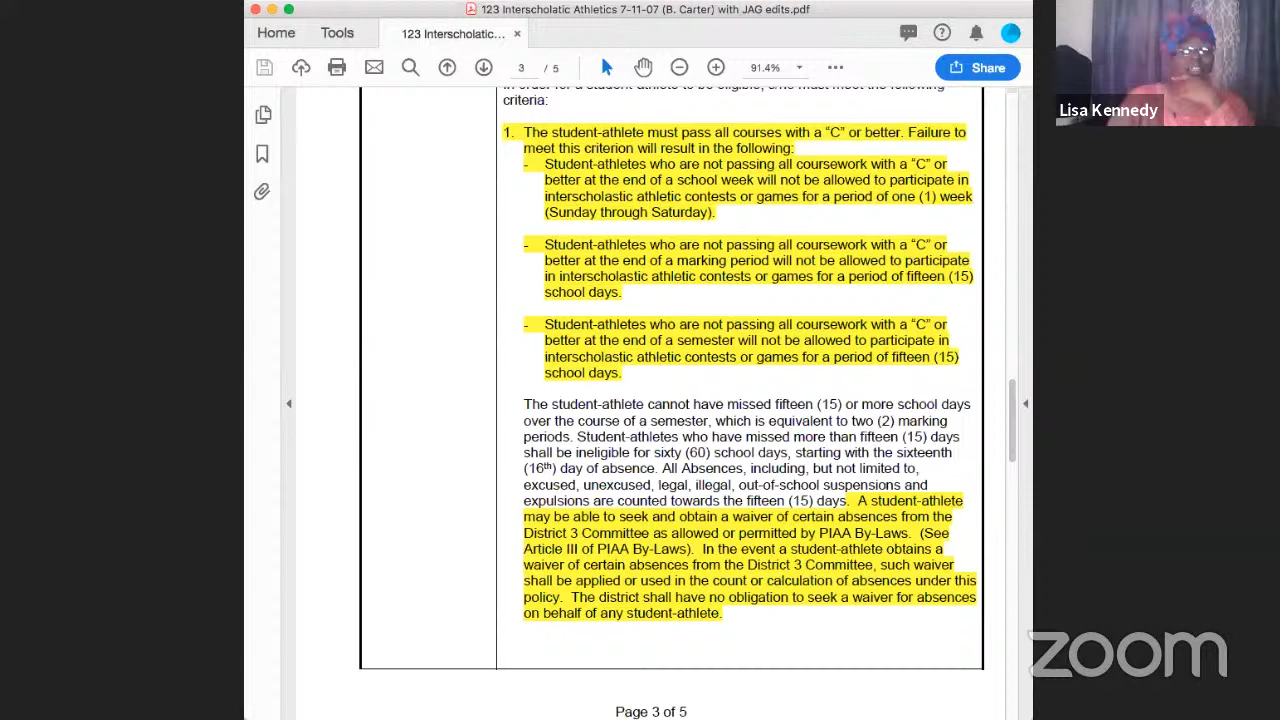 123 Interscholatic Athletics 7-11-07 (B. Carter) with JAG edits.pdf
Home Tools 123 Interscholatic... ×
3 / 5 91.4% Share
Lisa Kennedy
In order for a student-athlete to be eligible, s/he must meet the following
criteria:
1. The student-athlete must pass all courses with a “C” or better. Failure to
meet this criterion will result in the following:
- Student-athletes who are not passing all coursework with a “C” or
better at the end of a school week will not be allowed to participate in
interscholastic athletic contests or games for a period of one (1) week
(Sunday through Saturday).
- Student-athletes who are not passing all coursework with a “C” or
better at the end of a marking period will not be allowed to participate
in interscholastic athletic contests or games for a period of fifteen (15)
school days.
- Student-athletes who are not passing all coursework with a “C” or
better at the end of a semester will not be allowed to participate in
interscholastic athletic contests or games for a period of fifteen (15)
school days.
The student-athlete cannot have missed fifteen (15) or more school days
over the course of a semester, which is equivalent to two (2) marking
periods. Student-athletes who have missed more than fifteen (15) days
shall be ineligible for sixty (60) school days, starting with the sixteenth
(16th) day of absence. All Absences, including, but not limited to,
excused, unexcused, legal, illegal, out-of-school suspensions and
expulsions are counted towards the fifteen (15) days. A student-athlete
may be able to seek and obtain a waiver of certain absences from the
District 3 Committee as allowed or permitted by PIAA By-Laws. (See
Article III of PIAA By-Laws). In the event a student-athlete obtains a
waiver of certain absences from the District 3 Committee, such waiver
shall be applied or used in the count or calculation of absences under this
policy. The district shall have no obligation to seek a waiver for absences
on behalf of any student-athlete.
Page 3 of 5
zoom